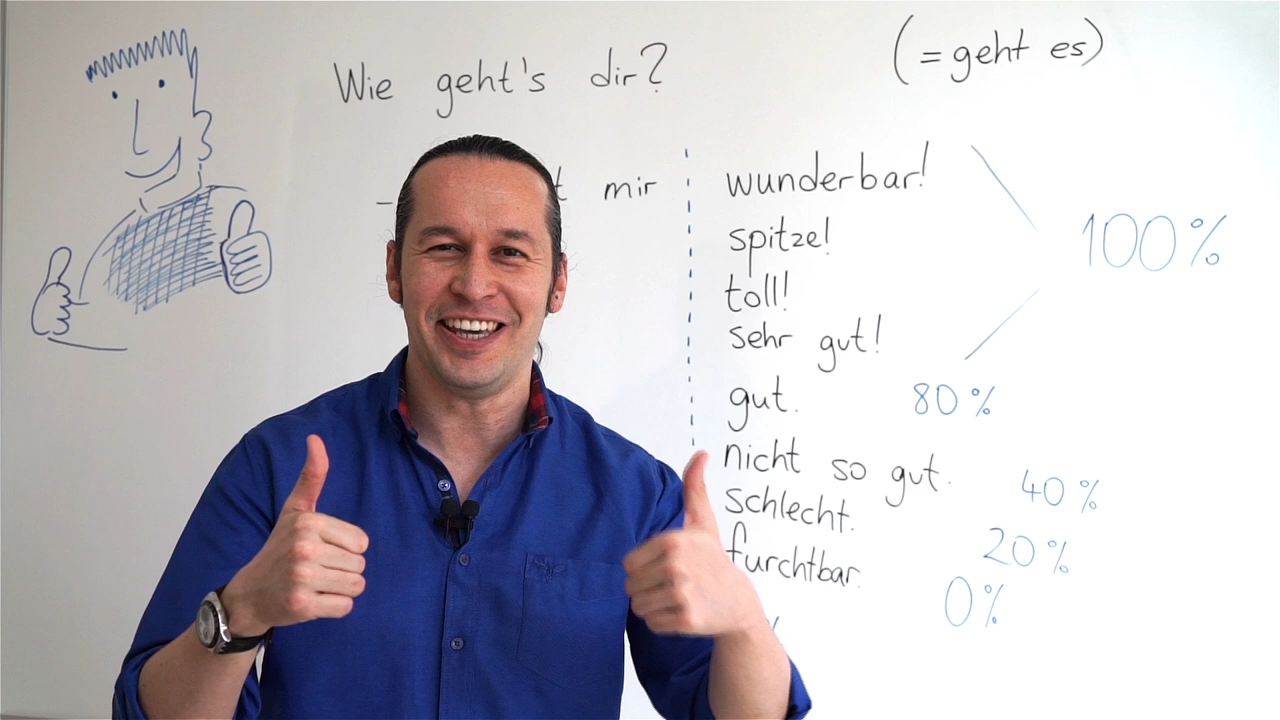 Wie geht's dir?
(= geht es)
– mir
wunderbar!
spitze!
toll!
sehr gut!
100%
gut. 80%
nicht so gut. 40%
schlecht. 20%
furchtbar. 0%